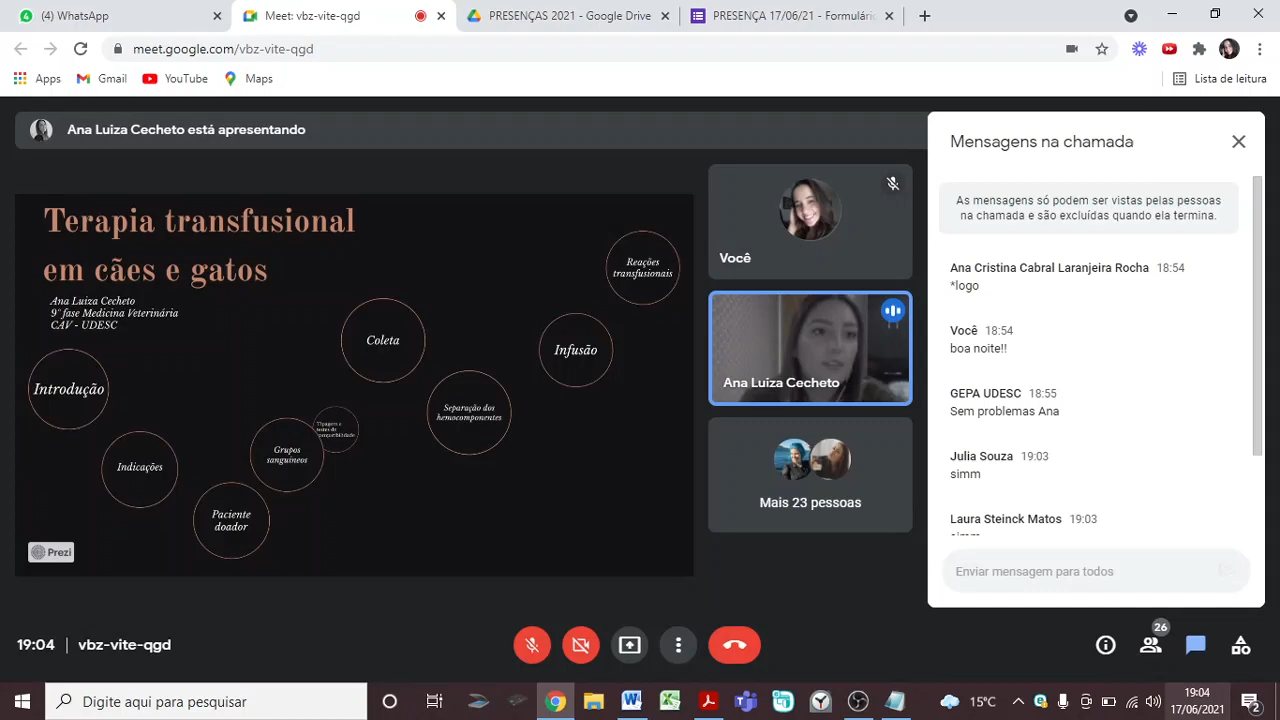 (4) WhatsApp
Meet: vbz-vite-qgd
PRESENÇAS 2021 - Google Drive
PRESENÇA 17/06/21 - Formulário
meet.google.com/vbz-vite-qgd
Apps
Gmail
YouTube
Maps
Lista de leitura
Ana Luiza Cecheto está apresentando
Terapia transfusional
em cães e gatos
Ana Luiza Cecheto
9ª fase Medicina Veterinária
CAV - UDESC
Introdução
Indicações
Paciente
doador
Grupos
sanguíneos
Tipagem e
testes de
compatibilidade
Coleta
Separação dos
hemocomponentes
Infusão
Reações
transfusionais
Prezi
Você
Ana Luiza Cecheto
Mais 23 pessoas
Mensagens na chamada
As mensagens só podem ser vistas pelas pessoas
na chamada e são excluídas quando ela termina.
Ana Cristina Cabral Laranjeira Rocha 18:54
*logo
Você 18:54
boa noite!!
GEPA UDESC 18:55
Sem problemas Ana
Julia Souza 19:03
simm
Laura Steinck Matos 19:03
simm
Enviar mensagem para todos
19:04 | vbz-vite-qgd
26
Digite aqui para pesquisar
15°C
19:04
17/06/2021
2